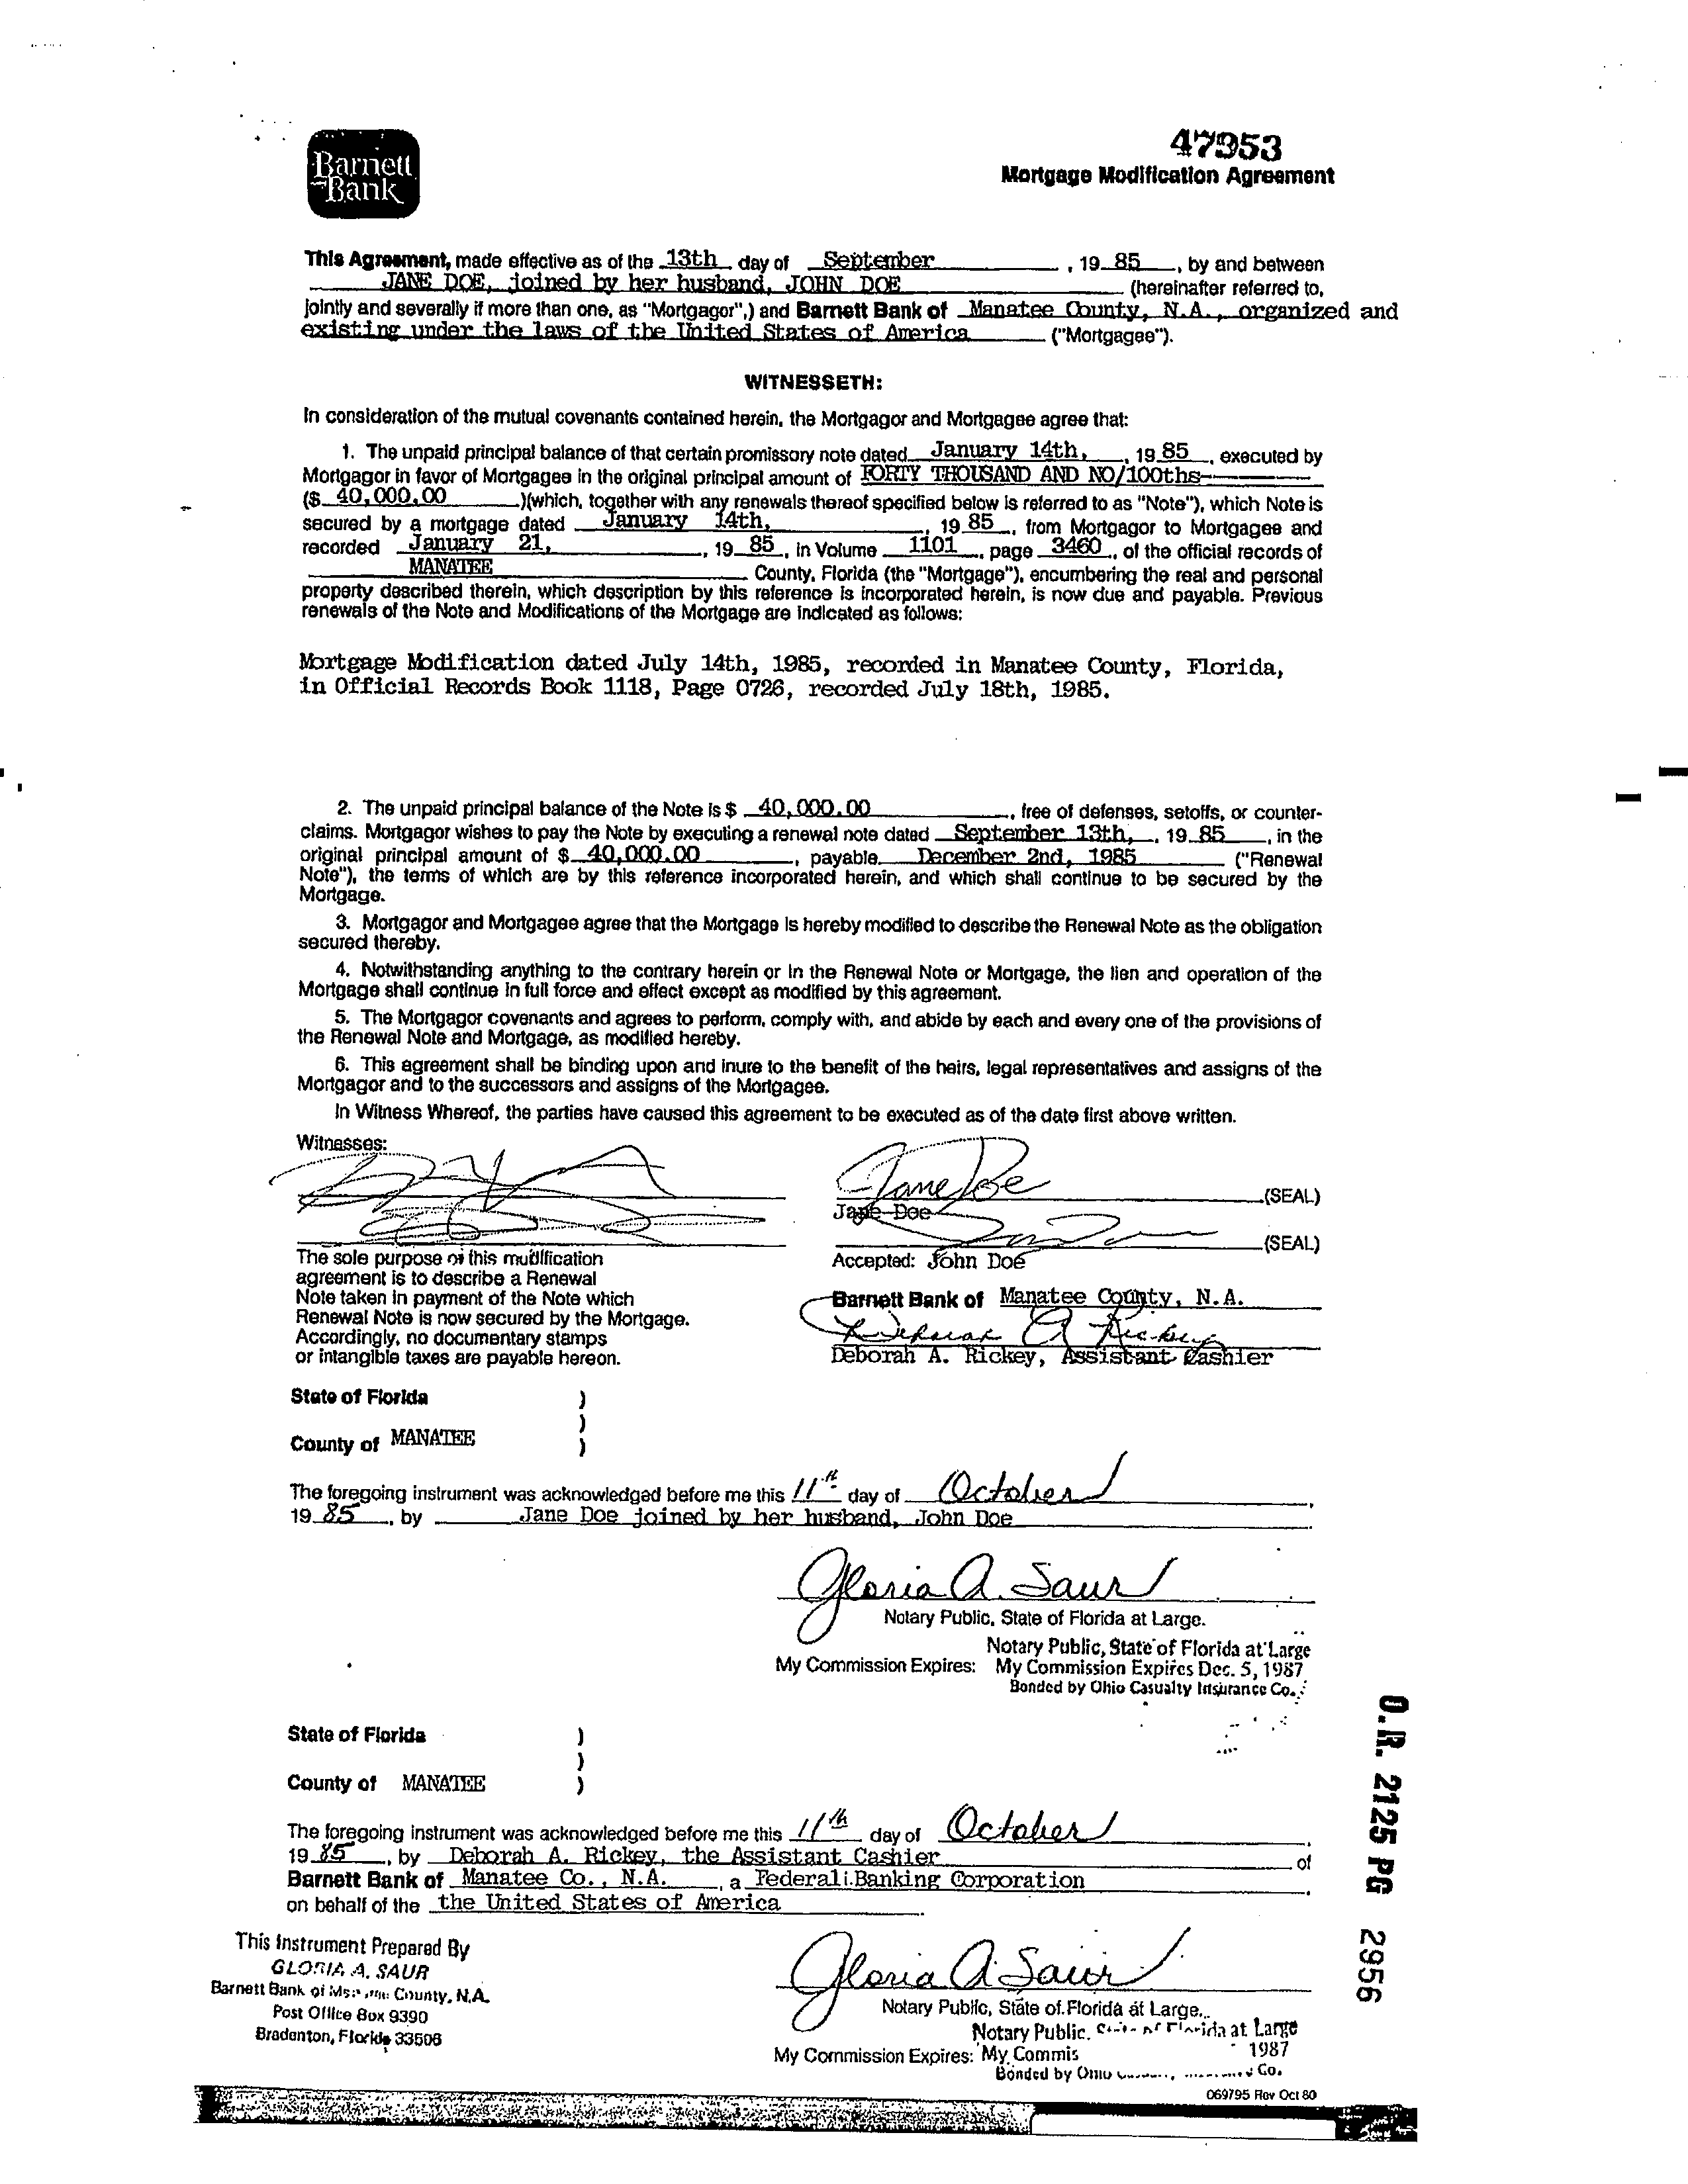 Barnett
Bank
47953
Mortgage Modification Agreement
This Agreement, made effective as of the 13th day of September, 19 85, by and between
JANE DOE, joined by her husband, JOHN DOE (hereinafter referred to,
jointly and severally if more than one, as "Mortgagor",) and Barnett Bank of Manatee County, N.A., organized and
existing under the laws of the United States of America ("Mortgagee").
WITNESSETH:
In consideration of the mutual covenants contained herein, the Mortgagor and Mortgagee agree that:
1. The unpaid principal balance of that certain promissory note dated January 14th, , 19 85, executed by
Mortgagor in favor of Mortgagee in the original principal amount of FORTY THOUSAND AND NO/100ths
($ 40,000.00 )(which, together with any renewals thereof specified below is referred to as "Note"), which Note is
secured by a mortgage dated January 14th, , 19 85, from Mortgagor to Mortgagee and
recorded January 21, , 19 85, in Volume 1101, page 3460, of the official records of
MANATEE County, Florida (the "Mortgage"), encumbering the real and personal
property described therein, which description by this reference is incorporated herein, is now due and payable. Previous
renewals of the Note and Modifications of the Mortgage are indicated as follows:
Mortgage Modification dated July 14th, 1985, recorded in Manatee County, Florida,
in Official Records Book 1118, Page 0726, recorded July 18th, 1985.
2. The unpaid principal balance of the Note is $ 40,000.00, free of defenses, setoffs, or counter-
claims. Mortgagor wishes to pay the Note by executing a renewal note dated September 13th, , 19 85, in the
original principal amount of $ 40,000.00, payable December 2nd, 1985 ("Renewal
Note"), the terms of which are by this reference incorporated herein, and which shall continue to be secured by the
Mortgage.
3. Mortgagor and Mortgagee agree that the Mortgage is hereby modified to describe the Renewal Note as the obligation
secured thereby.
4. Notwithstanding anything to the contrary herein or in the Renewal Note or Mortgage, the lien and operation of the
Mortgage shall continue in full force and effect except as modified by this agreement.
5. The Mortgagor covenants and agrees to perform, comply with, and abide by each and every one of the provisions of
the Renewal Note and Mortgage, as modified hereby.
6. This agreement shall be binding upon and inure to the benefit of the heirs, legal representatives and assigns of the
Mortgagor and to the successors and assigns of the Mortgagee.
In Witness Whereof, the parties have caused this agreement to be executed as of the date first above written.
Witnesses:
Jane Doe (SEAL)
Jane Doe
(SEAL)
Accepted: John Doe
The sole purpose of this modification
agreement is to describe a Renewal
Note taken in payment of the Note which
Renewal Note is now secured by the Mortgage.
Accordingly, no documentary stamps
or intangible taxes are payable hereon.
Barnett Bank of Manatee County, N.A.
Deborah A Rickey
Deborah A. Rickey, Assistant Cashier
State of Florida )
)
County of MANATEE )
The foregoing instrument was acknowledged before me this 11th day of October,
19 85, by Jane Doe joined by her husband, John Doe
Gloria A. Saur
Notary Public, State of Florida at Large.
Notary Public, State of Florida at Large
My Commission Expires: My Commission Expires Dec. 5, 1987
Bonded by Ohio Casualty Insurance Co.
State of Florida )
)
County of MANATEE )
The foregoing instrument was acknowledged before me this 11th day of October,
19 85, by Deborah A. Rickey, the Assistant Cashier of
Barnett Bank of Manatee Co., N.A., a Federal Banking Corporation,
on behalf of the the United States of America.
This Instrument Prepared By
GLORIA A. SAUR
Barnett Bank of County, N.A.
Post Office Box 9390
Bradenton, Florida 33506
Gloria A. Saur
Notary Public, State of Florida at Large.
Notary Public, Florida at Large
My Commission Expires: My Commis 1987
Bonded by Ohio Co.
069795 Rev Oct 80
O.R. 2125 PG 2956